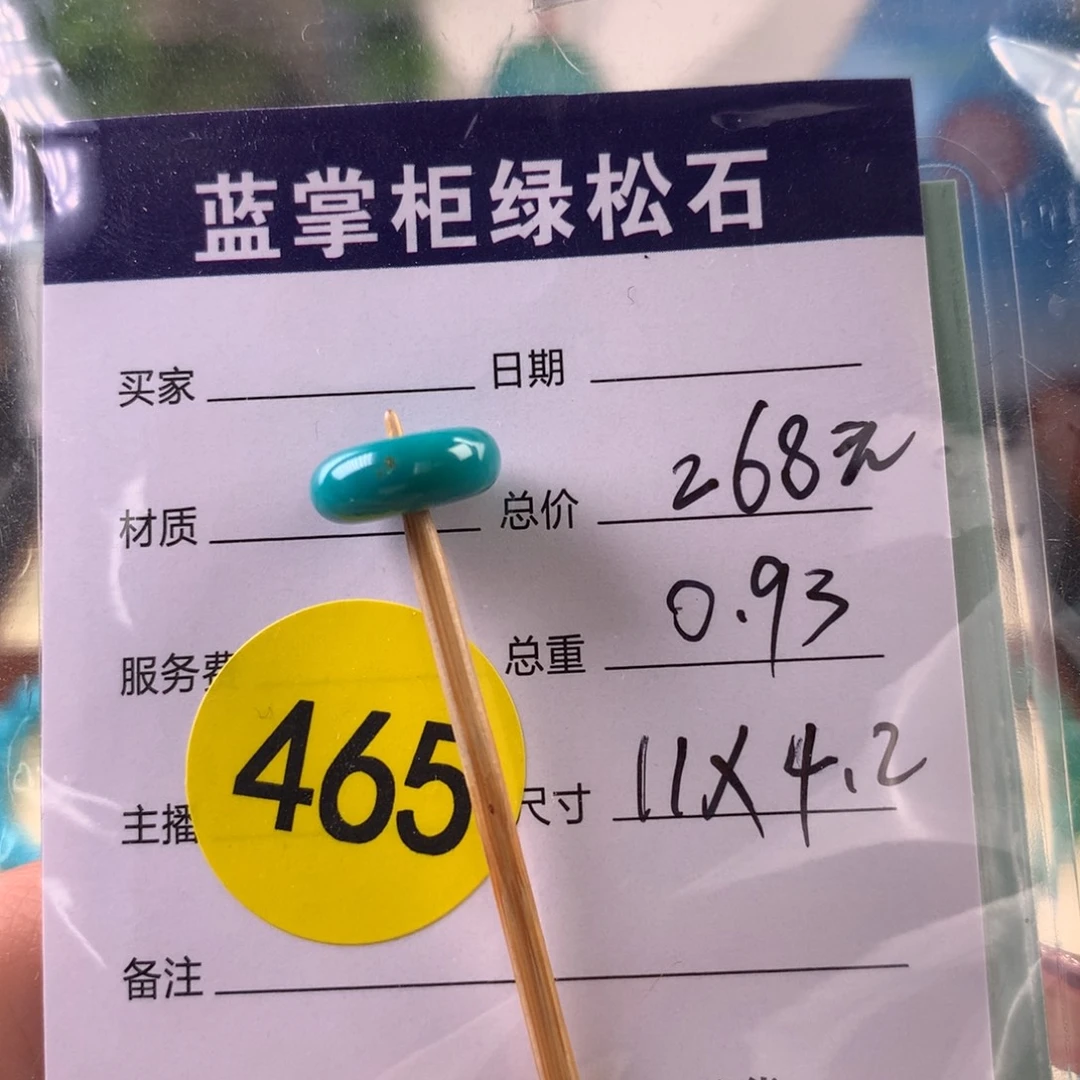 蓝掌柜绿松石
买家 日期
材质 总价 268元
服务费 总重 0.93
465
主播 尺寸 11X4.2
备注